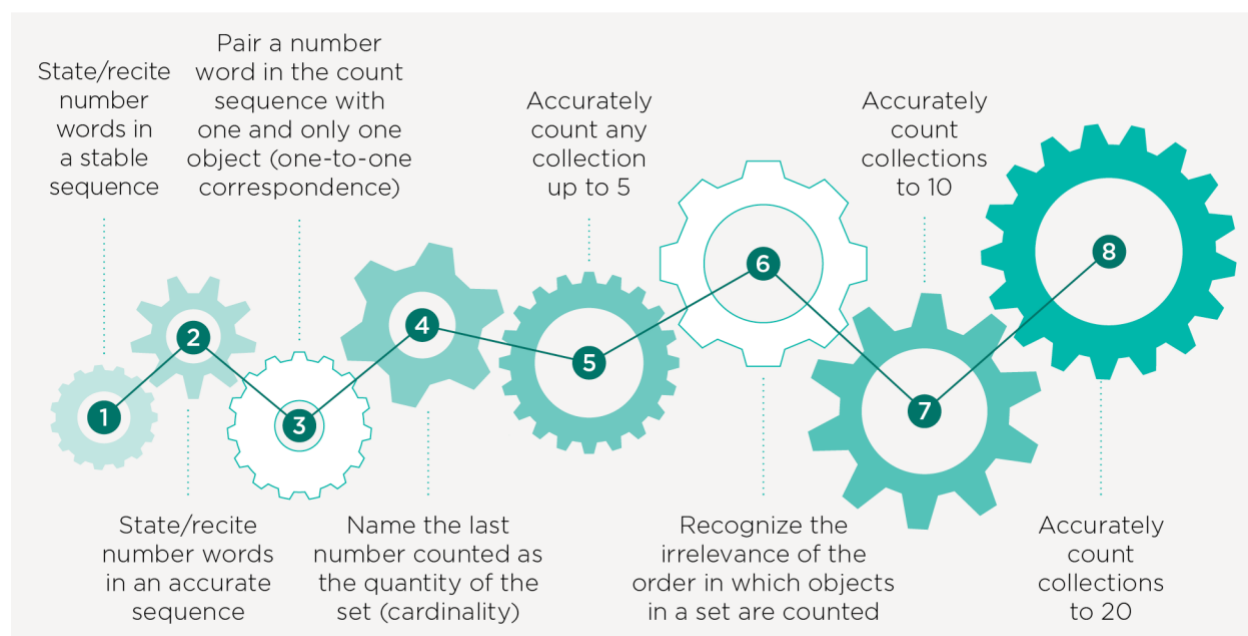 State/recite
number
words in
a stable
sequence
1
State/recite
number words
in an accurate
sequence
2
Pair a number
word in the count
sequence with
one and only one
object (one-to-one
correspondence)
3
Name the last
number counted as
the quantity of the
set (cardinality)
4
Accurately
count any
collection
up to 5
5
Recognize the
irrelevance of the
order in which objects
in a set are counted
6
Accurately
count
collections
to 10
7
Accurately
count
collections
to 20
8